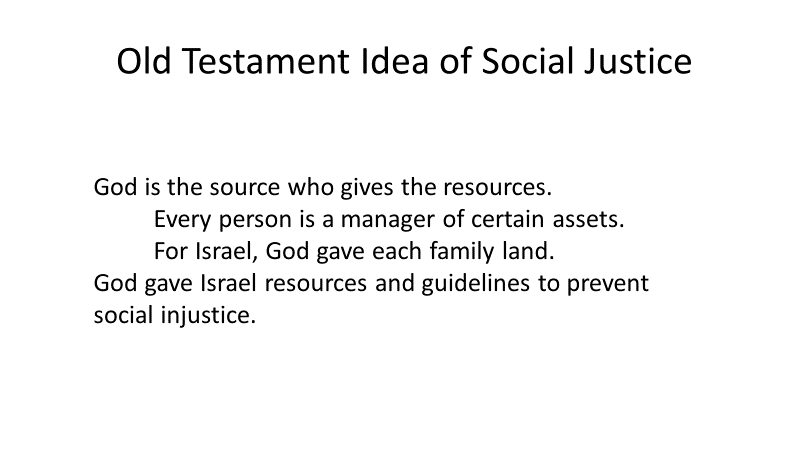 Old Testament Idea of Social Justice
God is the source who gives the resources.
Every person is a manager of certain assets.
For Israel, God gave each family land.
God gave Israel resources and guidelines to prevent
social injustice.